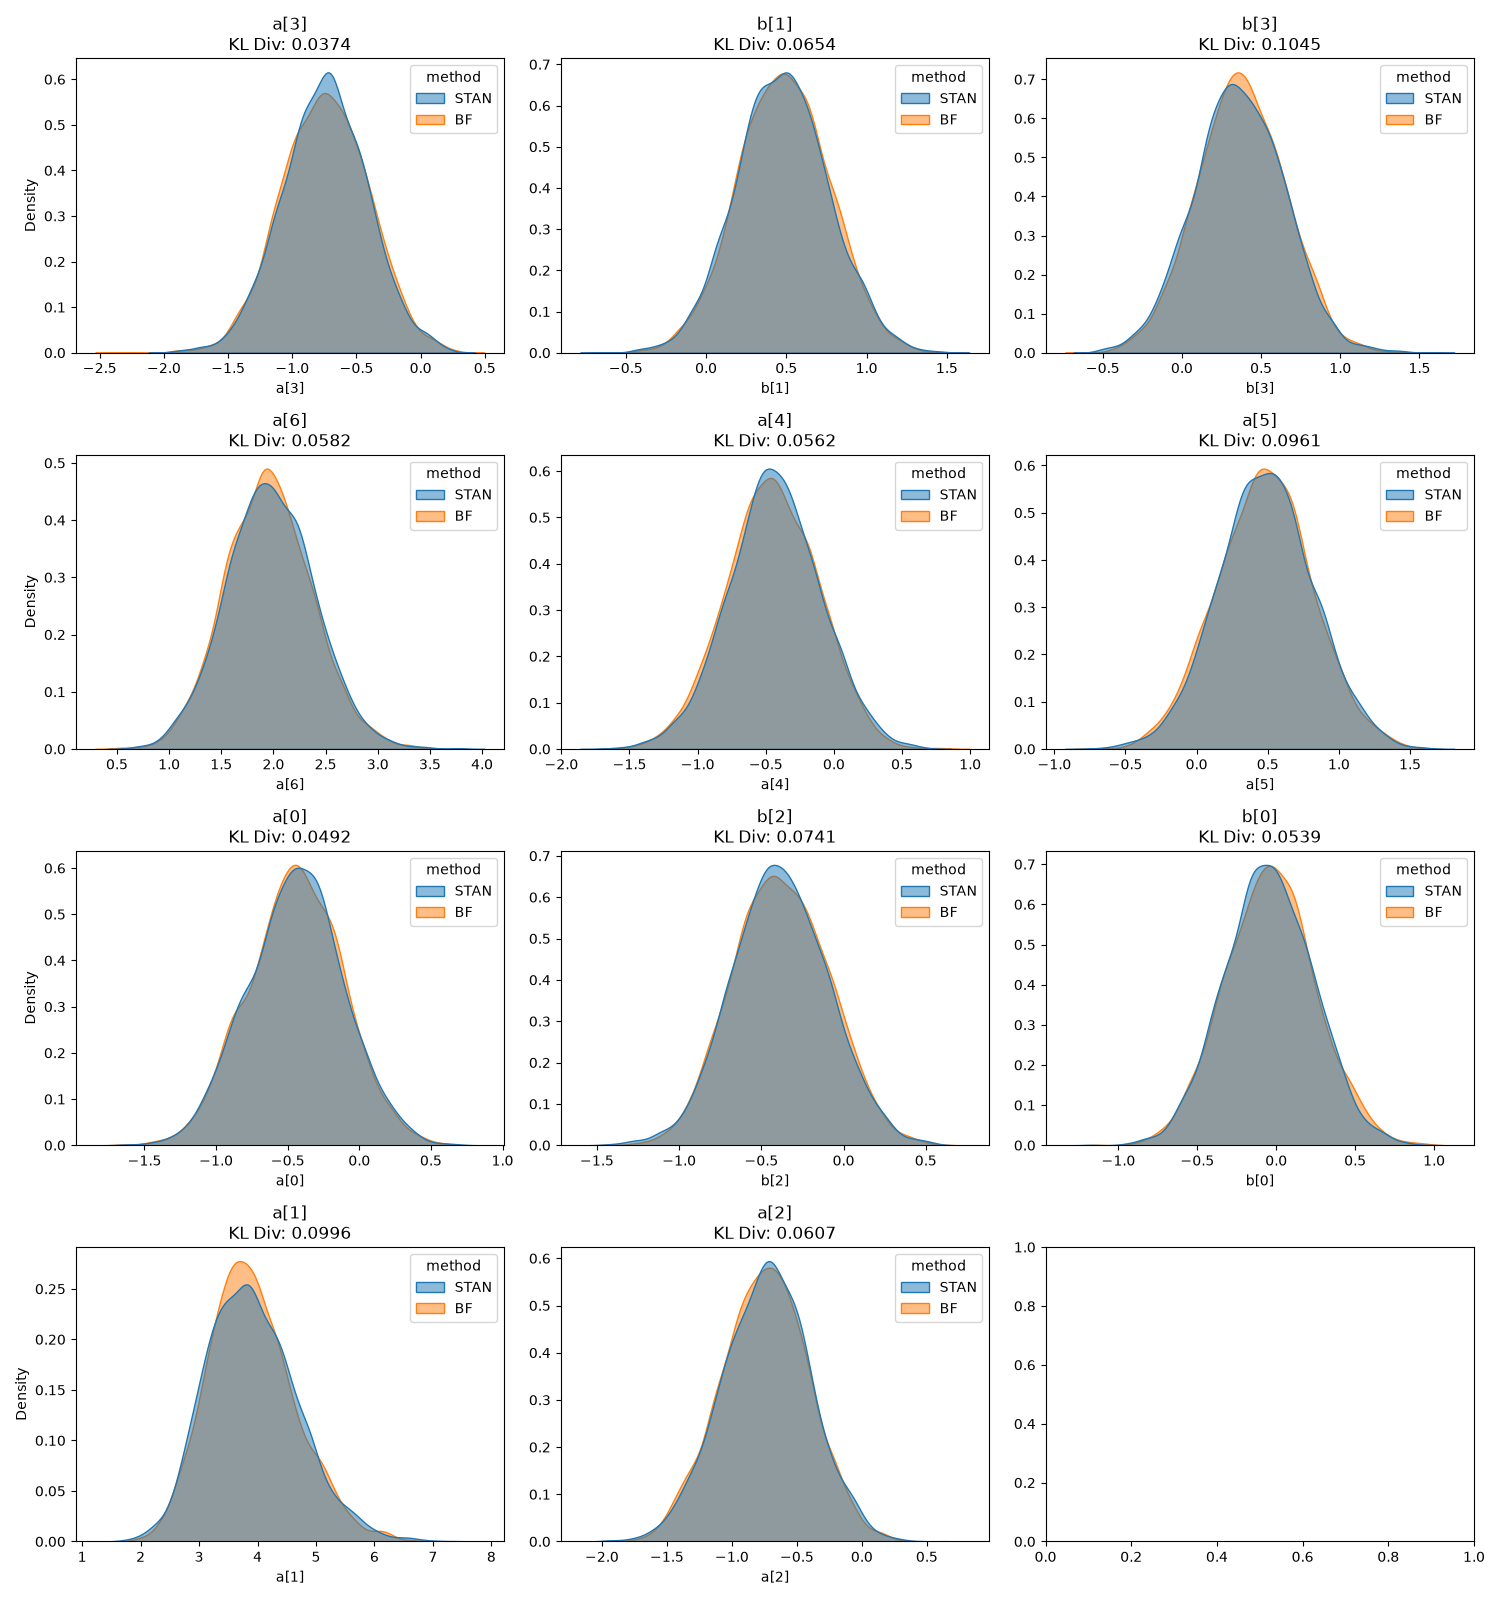 a[3]
KL Div: 0.0374
method
STAN
BF
Density
0.6
0.5
0.4
0.3
0.2
0.1
0.0
−2.5 −2.0 −1.5 −1.0 −0.5 0.0 0.5
a[3]
b[1]
KL Div: 0.0654
method
STAN
BF
0.7
0.6
0.5
0.4
0.3
0.2
0.1
0.0
−0.5 0.0 0.5 1.0 1.5
b[1]
b[3]
KL Div: 0.1045
method
STAN
BF
0.7
0.6
0.5
0.4
0.3
0.2
0.1
0.0
−0.5 0.0 0.5 1.0 1.5
b[3]
a[6]
KL Div: 0.0582
method
STAN
BF
Density
0.5
0.4
0.3
0.2
0.1
0.0
0.5 1.0 1.5 2.0 2.5 3.0 3.5 4.0
a[6]
a[4]
KL Div: 0.0562
method
STAN
BF
0.6
0.5
0.4
0.3
0.2
0.1
0.0
−2.0 −1.5 −1.0 −0.5 0.0 0.5 1.0
a[4]
a[5]
KL Div: 0.0961
method
STAN
BF
0.6
0.5
0.4
0.3
0.2
0.1
0.0
−1.0 −0.5 0.0 0.5 1.0 1.5
a[5]
a[0]
KL Div: 0.0492
method
STAN
BF
Density
0.6
0.5
0.4
0.3
0.2
0.1
0.0
−1.5 −1.0 −0.5 0.0 0.5 1.0
a[0]
b[2]
KL Div: 0.0741
method
STAN
BF
0.7
0.6
0.5
0.4
0.3
0.2
0.1
0.0
−1.5 −1.0 −0.5 0.0 0.5
b[2]
b[0]
KL Div: 0.0539
method
STAN
BF
0.7
0.6
0.5
0.4
0.3
0.2
0.1
0.0
−1.0 −0.5 0.0 0.5 1.0
b[0]
a[1]
KL Div: 0.0996
method
STAN
BF
Density
0.25
0.20
0.15
0.10
0.05
0.00
1 2 3 4 5 6 7 8
a[1]
a[2]
KL Div: 0.0607
method
STAN
BF
0.6
0.5
0.4
0.3
0.2
0.1
0.0
−2.0 −1.5 −1.0 −0.5 0.0 0.5
a[2]
1.0
0.8
0.6
0.4
0.2
0.0
0.0 0.2 0.4 0.6 0.8 1.0